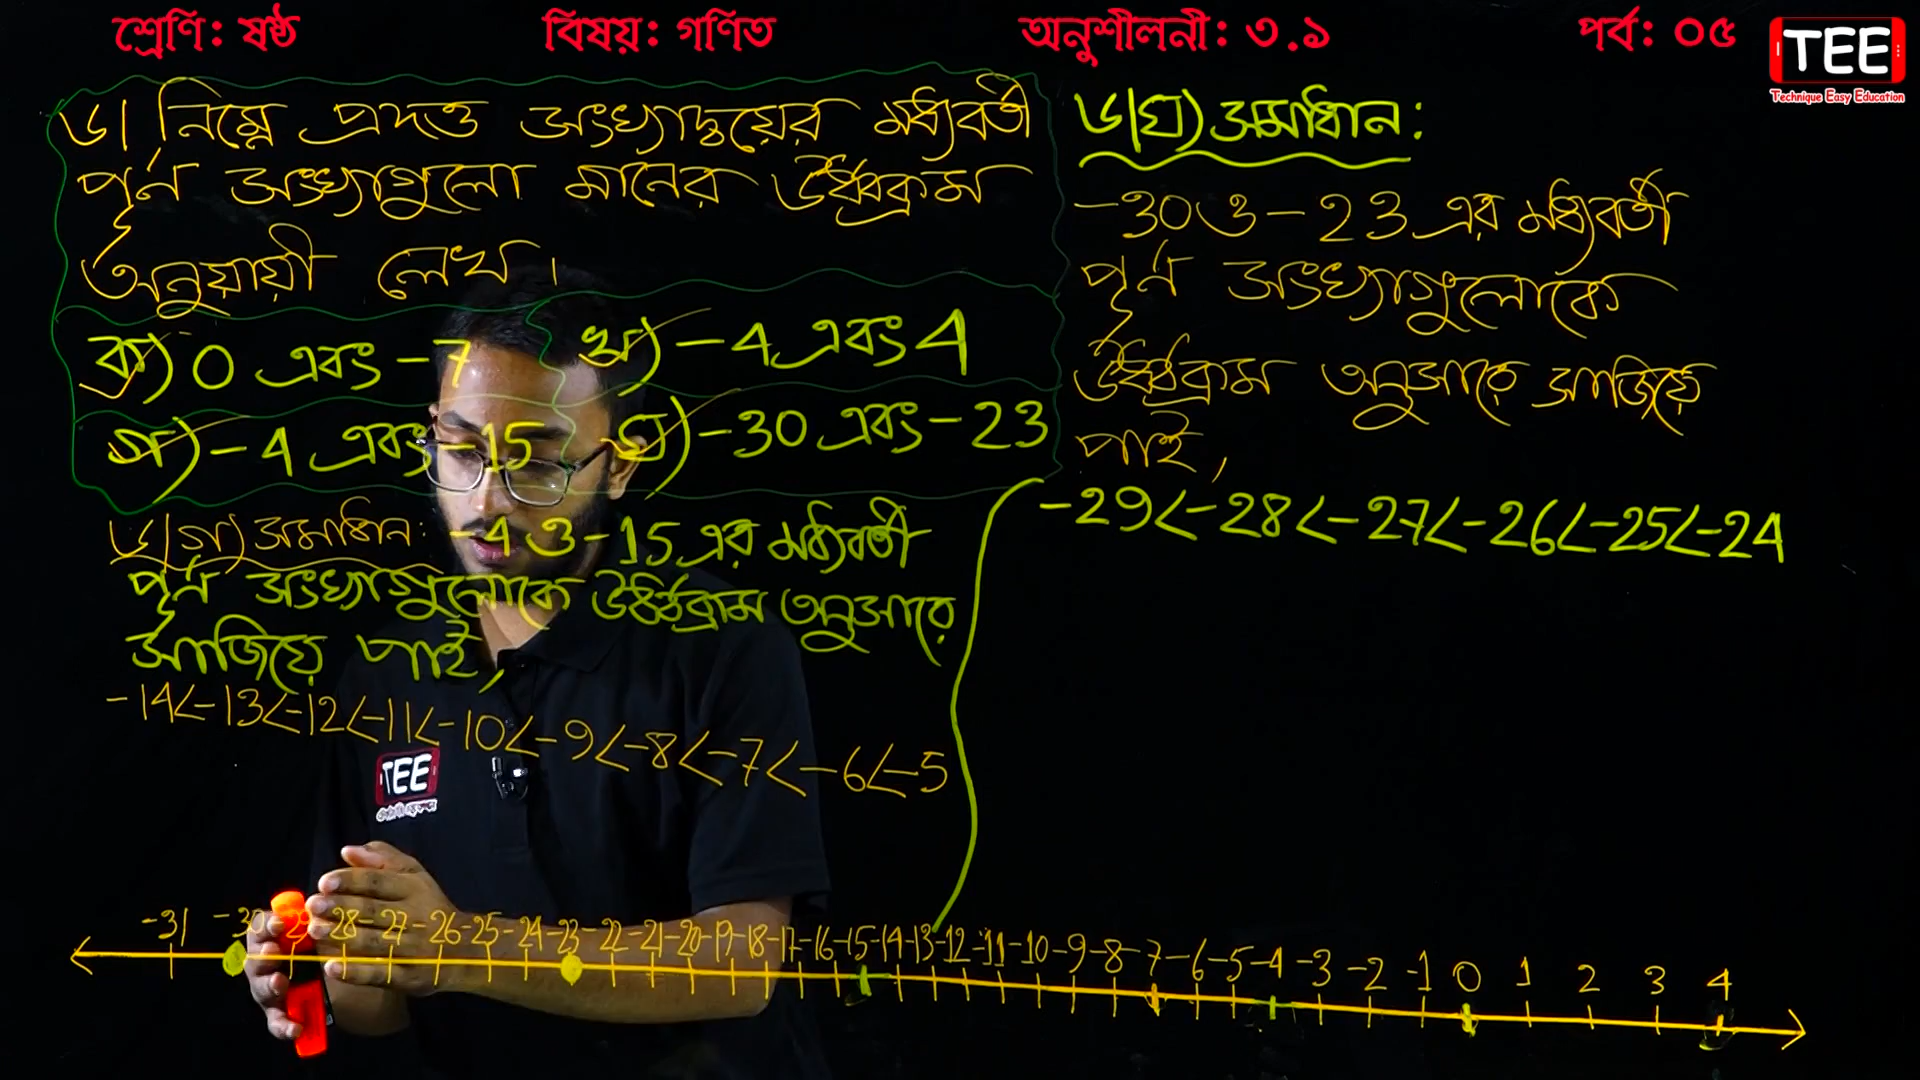 শ্রেণি: ষষ্ঠ বিষয়: গণিত অনুশীলনী: ৩.১ পর্ব: ০৫
TEE
Technique Easy Education
৬। নিম্নে প্রদত্ত সংখ্যাদ্বয়ের মধ্যবর্তী
পূর্ণ সংখ্যাগুলো মানের উর্ধ্বক্রম
অনুযায়ী লেখ।
ক) 0 এবং -7 খ) -4 এবং 4
গ) -4 এবং -15 ঘ) -30 এবং -23
৬।গ) সমাধান: -4 ও -15 এর মধ্যবর্তী
পূর্ণ সংখ্যাগুলোকে উর্ধ্বক্রম অনুসারে
সাজিয়ে পাই,
-14<-13<-12<-11<-10<-9<-8<-7<-6<-5
৬।ঘ) সমাধান:
-30 ও -23 এর মধ্যবর্তী
পূর্ণ সংখ্যাগুলোকে
উর্ধ্বক্রম অনুসারে সাজিয়ে
পাই,
-29<-28<-27<-26<-25<-24
TEE
-31 -30 -29 -28 -27 -26 -25 -24 -23 -22 -21 -20 -19 -18 -17 -16 -15 -14 -13 -12 -11 -10 -9 -8 -7 -6 -5 -4 -3 -2 -1 0 1 2 3 4